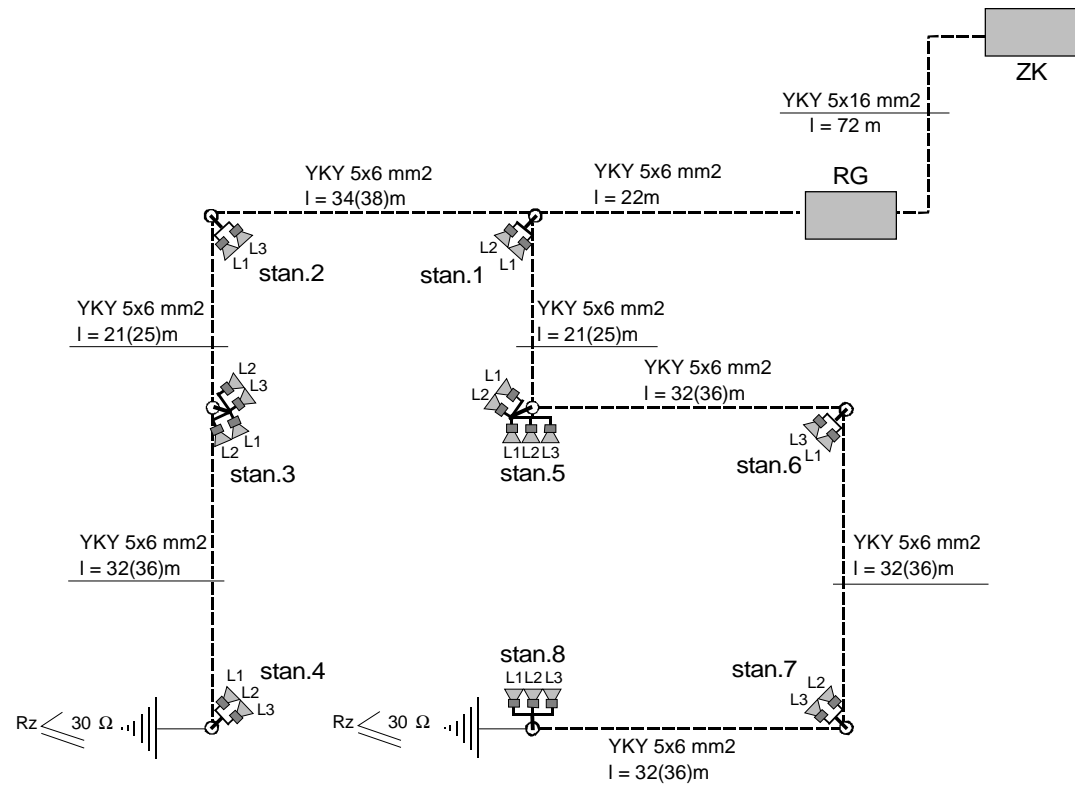 ZK
YKY 5x16 mm2
l = 72 m
RG
YKY 5x6 mm2
l = 34(38)m
YKY 5x6 mm2
l = 22m
L3
L1
stan.2
L2
L1
stan.1
YKY 5x6 mm2
l = 21(25)m
YKY 5x6 mm2
l = 21(25)m
YKY 5x6 mm2
l = 32(36)m
L2
L3
L1
L2
stan.3
L1
L2
L1 L2 L3
stan.5
L3
L1
stan.6
YKY 5x6 mm2
l = 32(36)m
YKY 5x6 mm2
l = 32(36)m
stan.4
L1
L2
L3
Rz < 30 Ω
stan.8
L1 L2 L3
Rz < 30 Ω
stan.7
L2
L3
YKY 5x6 mm2
l = 32(36)m